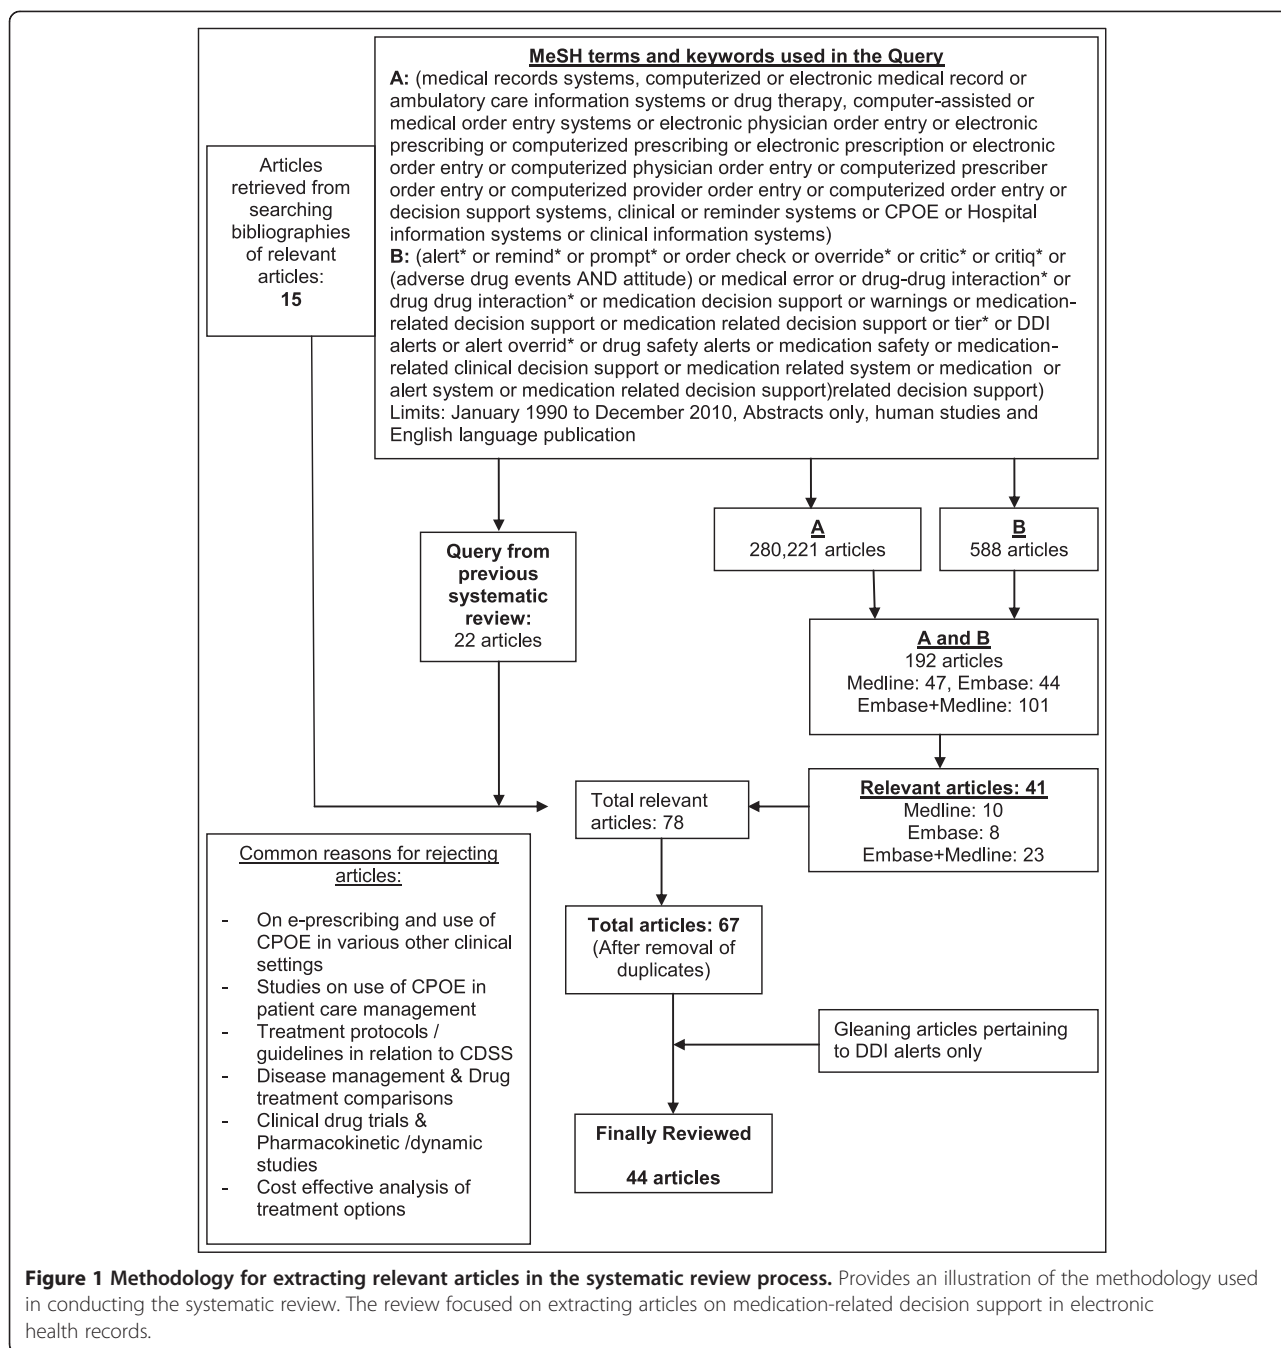 MeSH terms and keywords used in the Query
A: (medical records systems, computerized or electronic medical record or
ambulatory care information systems or drug therapy, computer-assisted or
medical order entry systems or electronic physician order entry or electronic
prescribing or computerized prescribing or electronic prescription or electronic
order entry or computerized physician order entry or computerized prescriber
order entry or computerized provider order entry or computerized order entry or
decision support systems, clinical or reminder systems or CPOE or Hospital
information systems or clinical information systems)
B: (alert* or remind* or prompt* or order check or override* or critic* or critiq* or
(adverse drug events AND attitude) or medical error or drug-drug interaction* or
drug drug interaction* or medication decision support or warnings or medication-
related decision support or medication related decision support or tier* or DDI
alerts or alert overrid* or drug safety alerts or medication safety or medication-
related clinical decision support or medication related system or medication or
alert system or medication related decision support)related decision support)
Limits: January 1990 to December 2010, Abstracts only, human studies and
English language publication
Articles
retrieved from
searching
bibliographies
of relevant
articles:
15
Query from
previous
systematic
review:
22 articles
A
280,221 articles
B
588 articles
A and B
192 articles
Medline: 47, Embase: 44
Embase+Medline: 101
Relevant articles: 41
Medline: 10
Embase: 8
Embase+Medline: 23
Total relevant
articles: 78
Total articles: 67
(After removal of
duplicates)
Gleaning articles pertaining
to DDI alerts only
Finally Reviewed
44 articles
Common reasons for rejecting
articles:
- On e-prescribing and use of
CPOE in various other clinical
settings
- Studies on use of CPOE in
patient care management
- Treatment protocols /
guidelines in relation to CDSS
- Disease management & Drug
treatment comparisons
- Clinical drug trials &
Pharmacokinetic /dynamic
studies
- Cost effective analysis of
treatment options
Figure 1 Methodology for extracting relevant articles in the systematic review process. Provides an illustration of the methodology used
in conducting the systematic review. The review focused on extracting articles on medication-related decision support in electronic
health records.